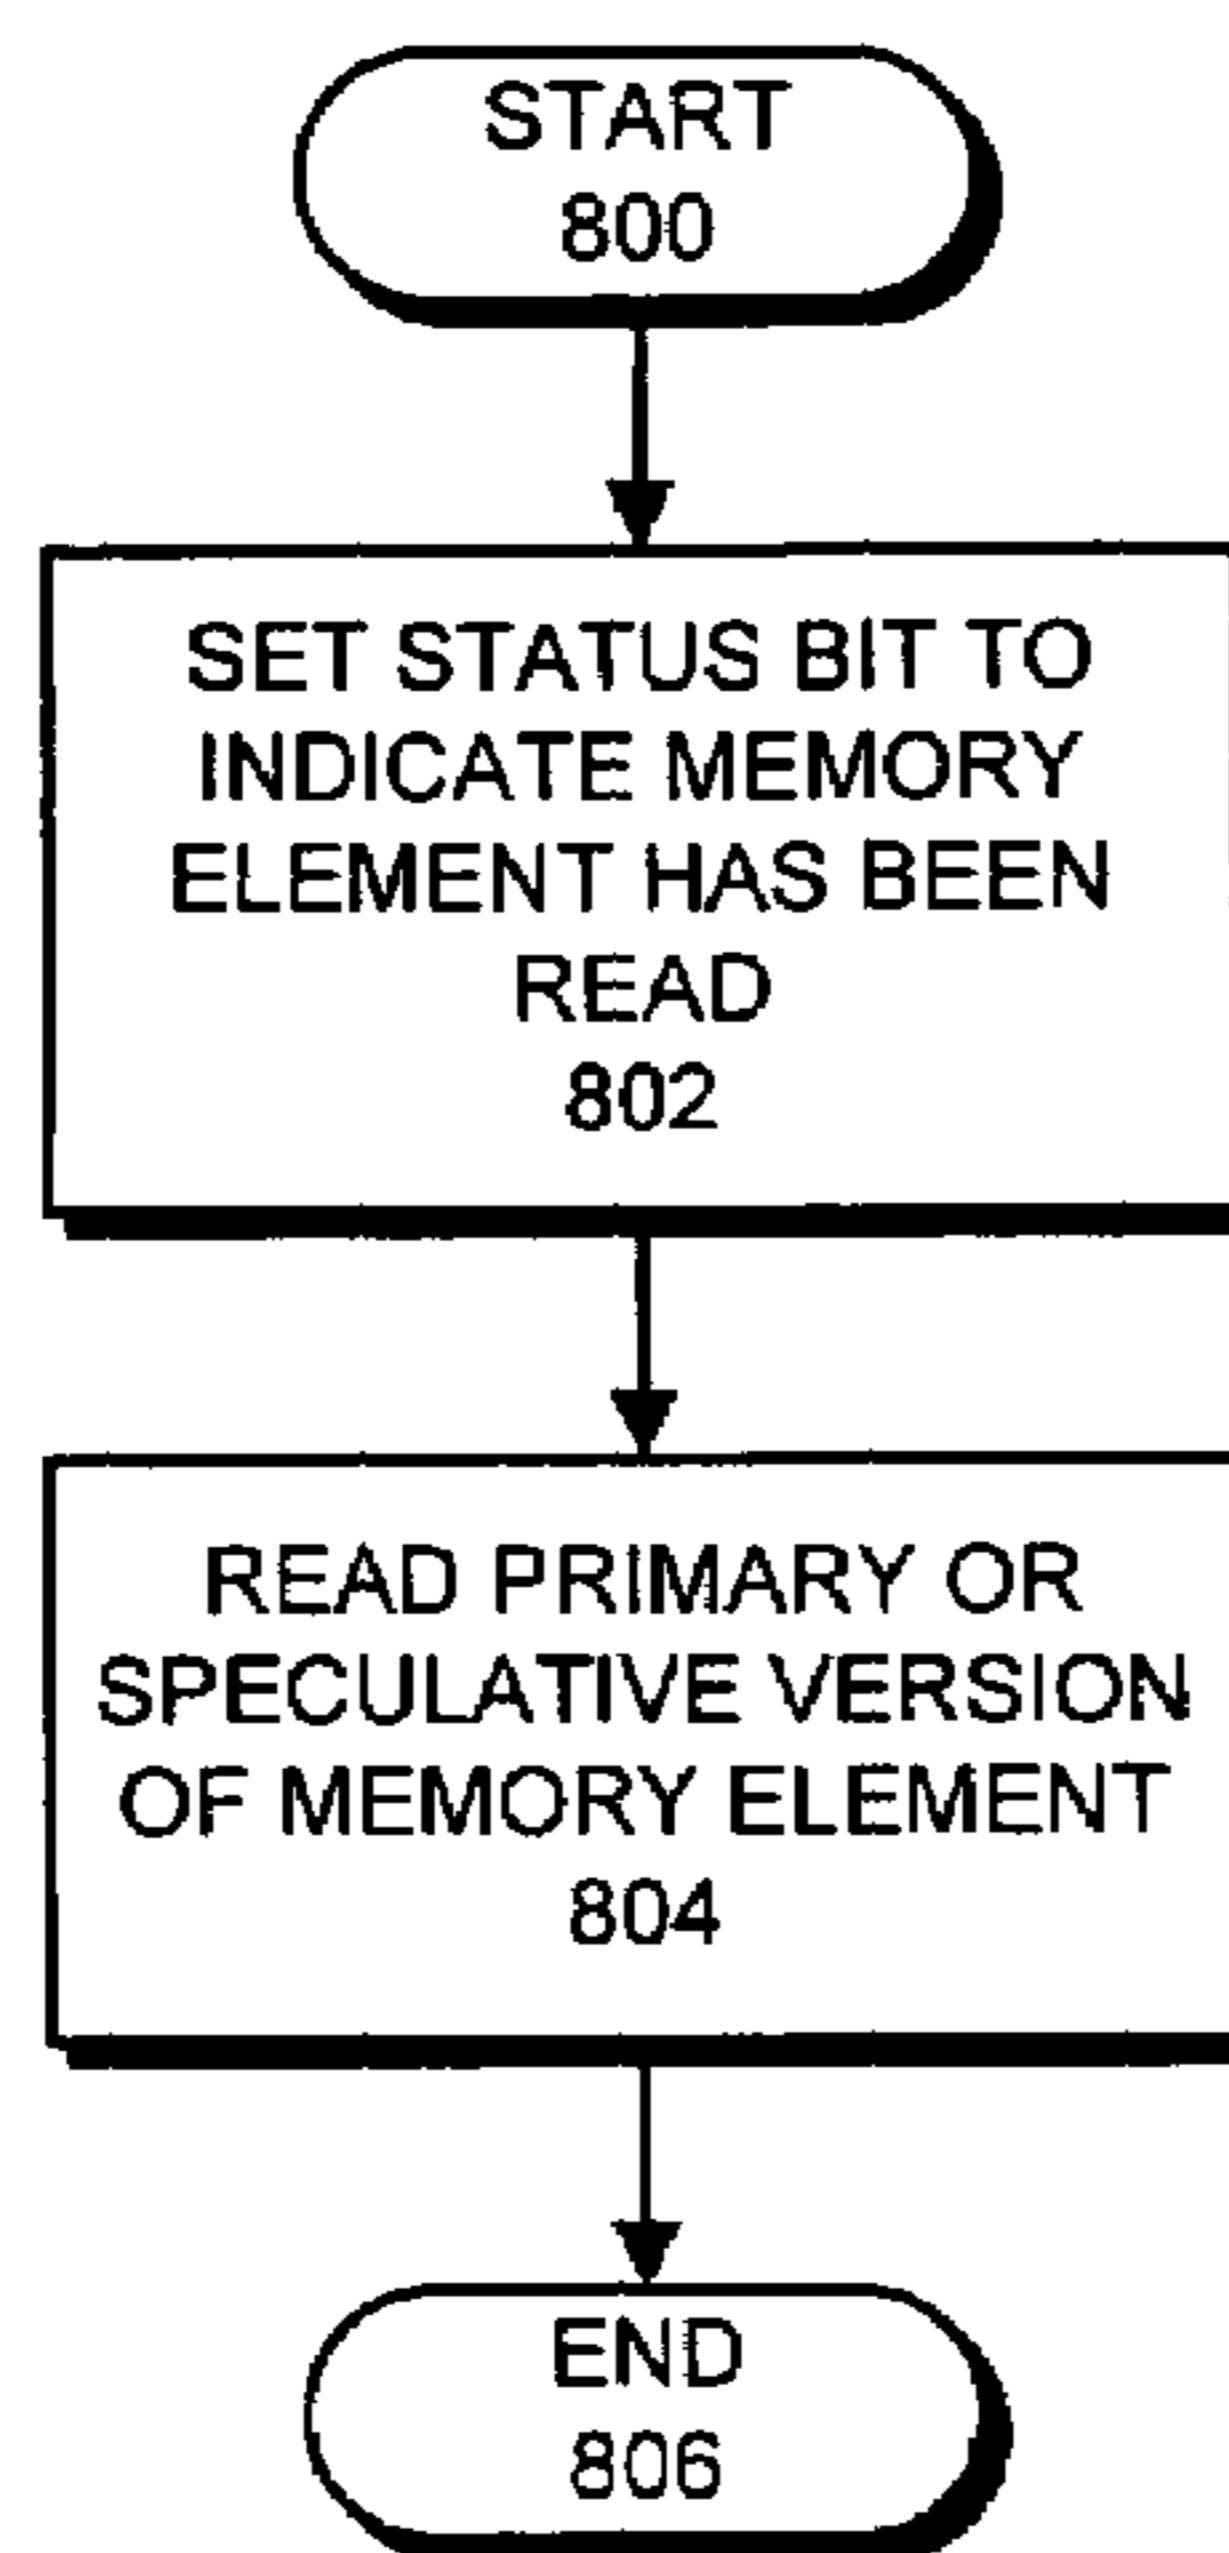 START
800
SET STATUS BIT TO
INDICATE MEMORY
ELEMENT HAS BEEN
READ
802
READ PRIMARY OR
SPECULATIVE VERSION
OF MEMORY ELEMENT
804
END
806